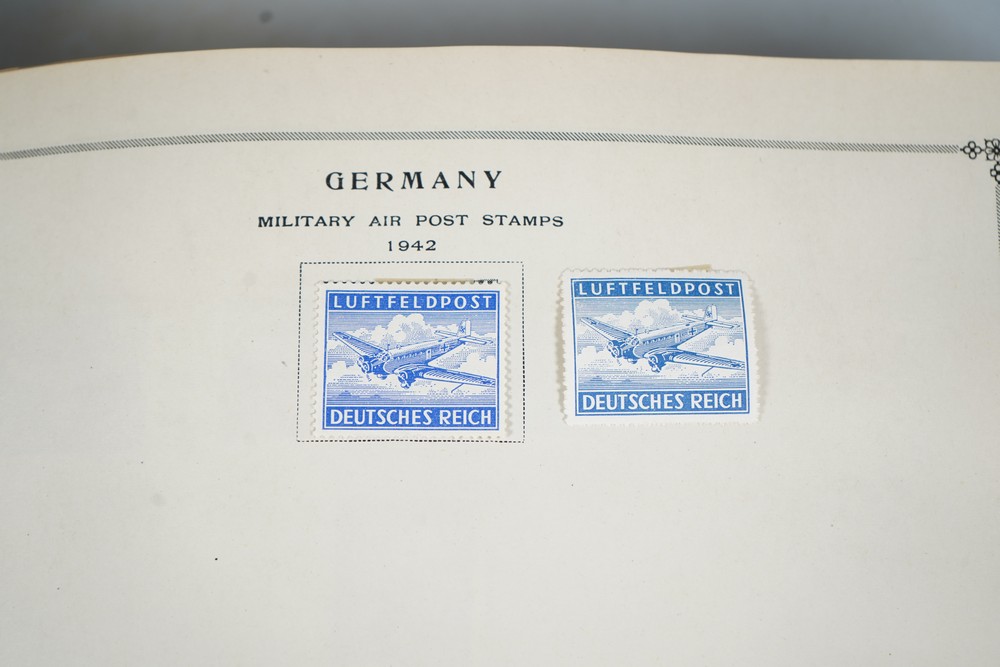 GERMANY
MILITARY AIR POST STAMPS
1942
LUFTFELDPOST
DEUTSCHES REICH
LUFTFELDPOST
DEUTSCHES REICH